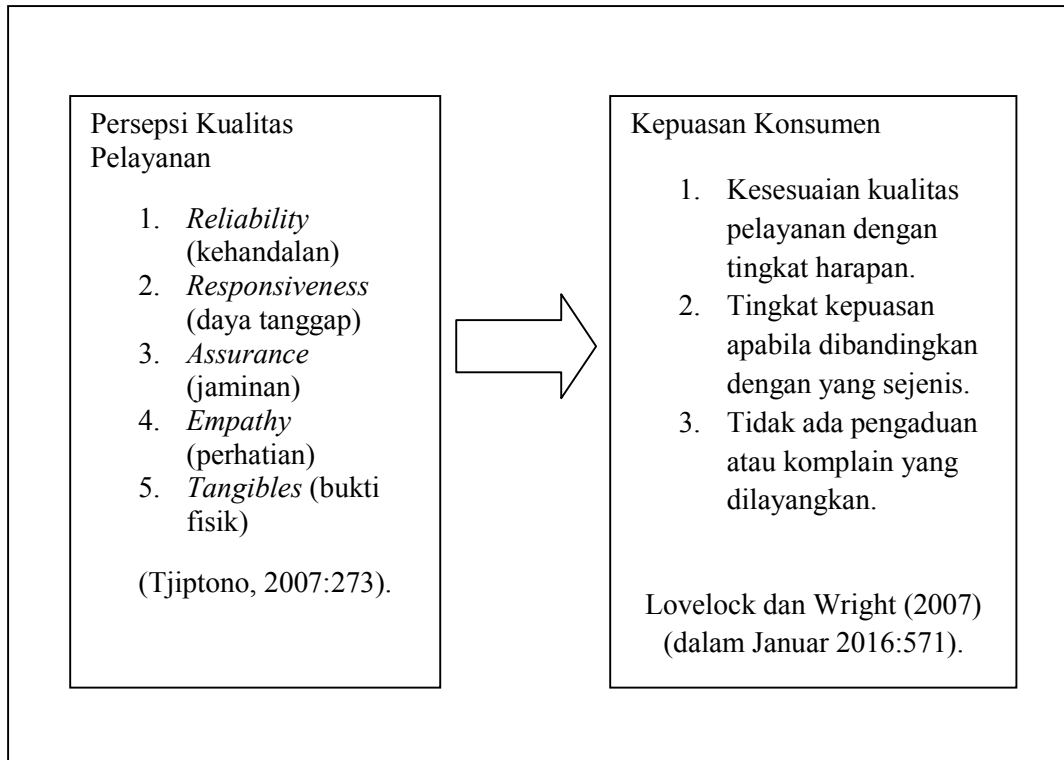 Persepsi Kualitas
Pelayanan
1. Reliability
(kehandalan)
2. Responsiveness
(daya tanggap)
3. Assurance
(jaminan)
4. Empathy
(perhatian)
5. Tangibles (bukti
fisik)
(Tjiptono, 2007:273).
Kepuasan Konsumen
1. Kesesuaian kualitas
pelayanan dengan
tingkat harapan.
2. Tingkat kepuasan
apabila dibandingkan
dengan yang sejenis.
3. Tidak ada pengaduan
atau komplain yang
dilayangkan.
Lovelock dan Wright (2007)
(dalam Januar 2016:571).